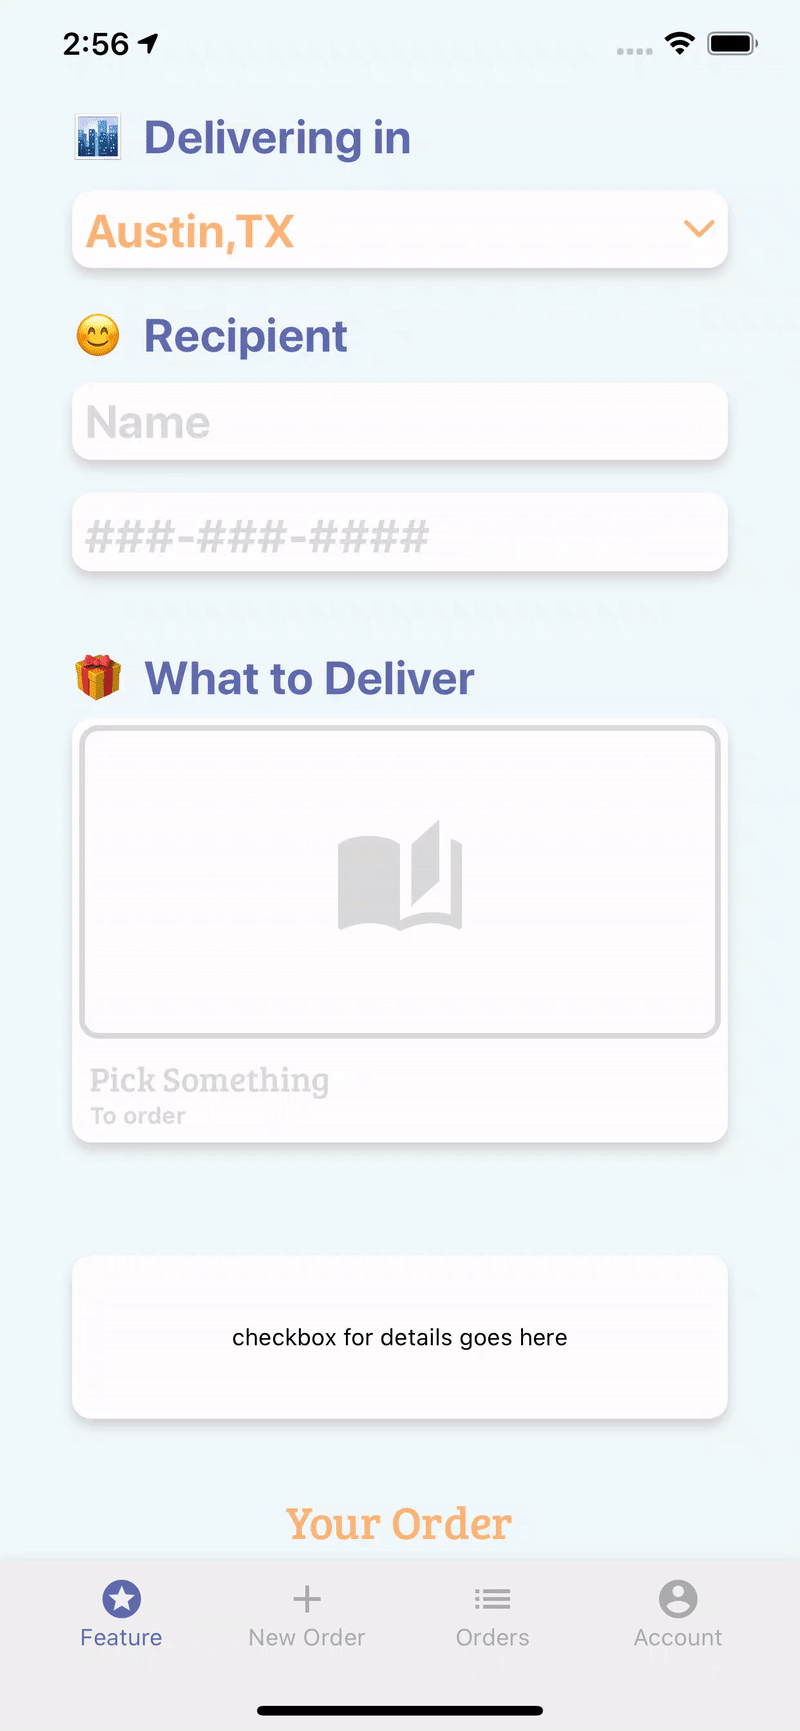 2:56
Delivering in
Austin,TX
Recipient
Name
###-###-####
What to Deliver
Pick Something
To order
checkbox for details goes here
Your Order
Feature
New Order
Orders
Account